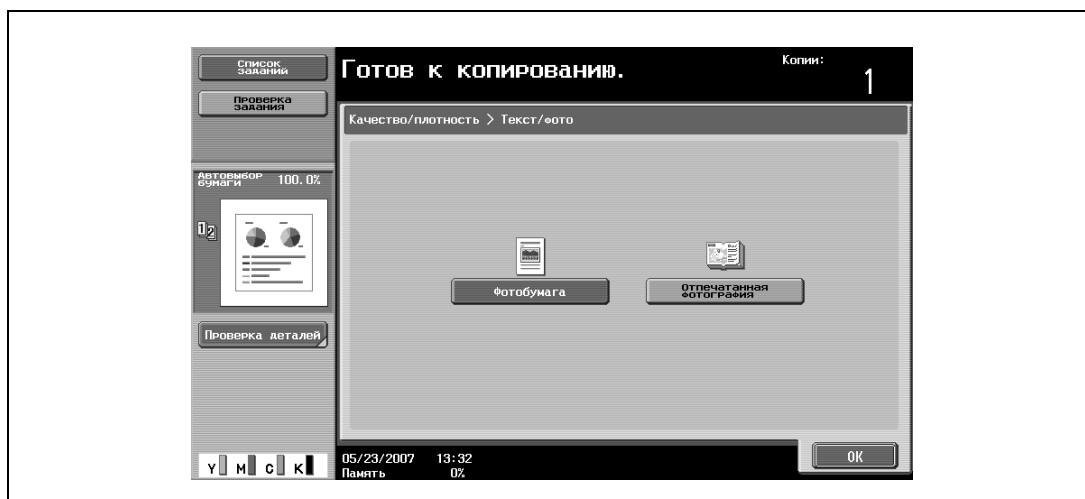 Список
заданий
Проверка
задания
Готов к копированию.
Копии:
1
Качество/плотность > Текст/фото
Автовыбор
бумаги
100.0%
12
Фотобумага
Отпечатанная
фотография
Проверка деталей
Y M C K
05/23/2007 13:32
Память 0%
OK